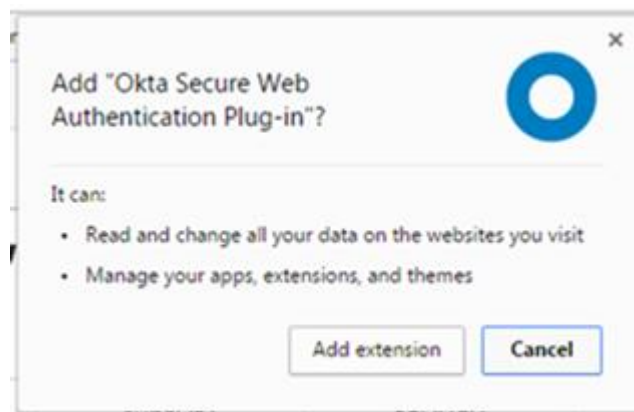 Add "Okta Secure Web
Authentication Plug-in"?
It can:
• Read and change all your data on the websites you visit
• Manage your apps, extensions, and themes
Add extension
Cancel